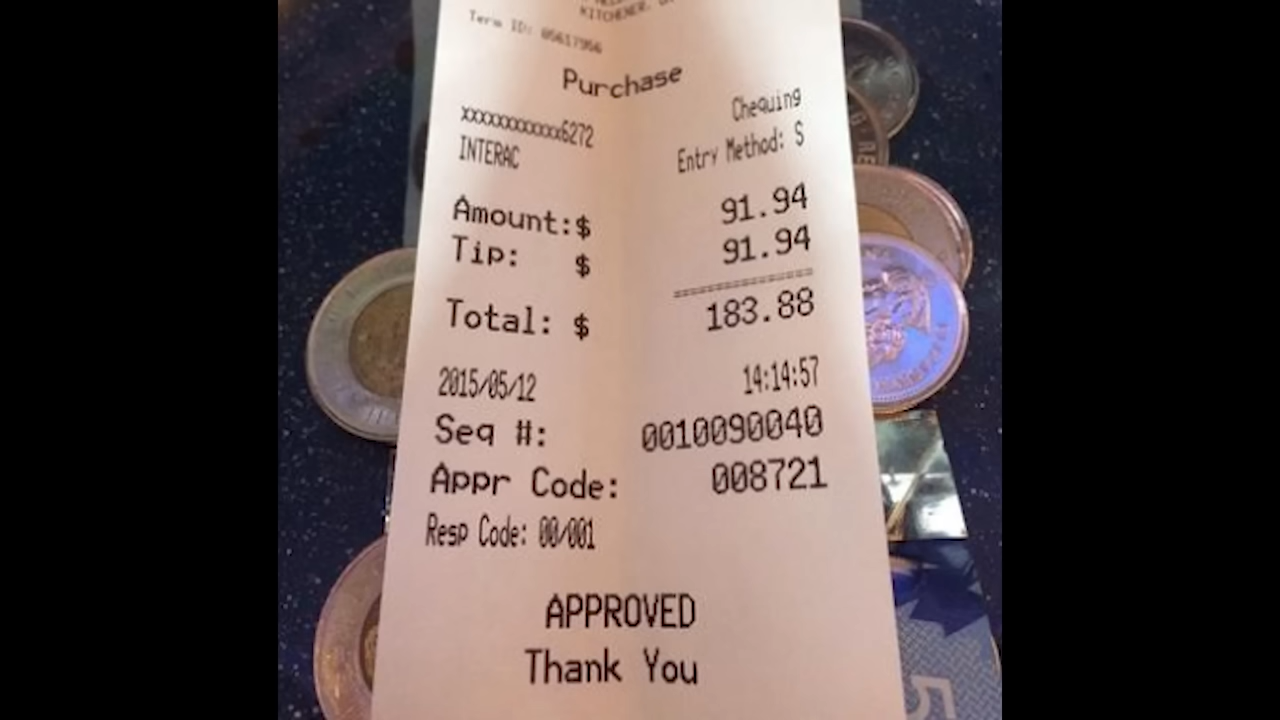 KITCHENER,
Term ID: 05617956
Purchase
xxxxxxxxxxxx6272 Chequing
INTERAC Entry Method: S
Amount:$ 91.94
Tip: $ 91.94
================
Total: $ 183.88
2015/05/12 14:14:57
Seq #: 0010090040
Appr Code: 008721
Resp Code: 00/001
APPROVED
Thank You
5